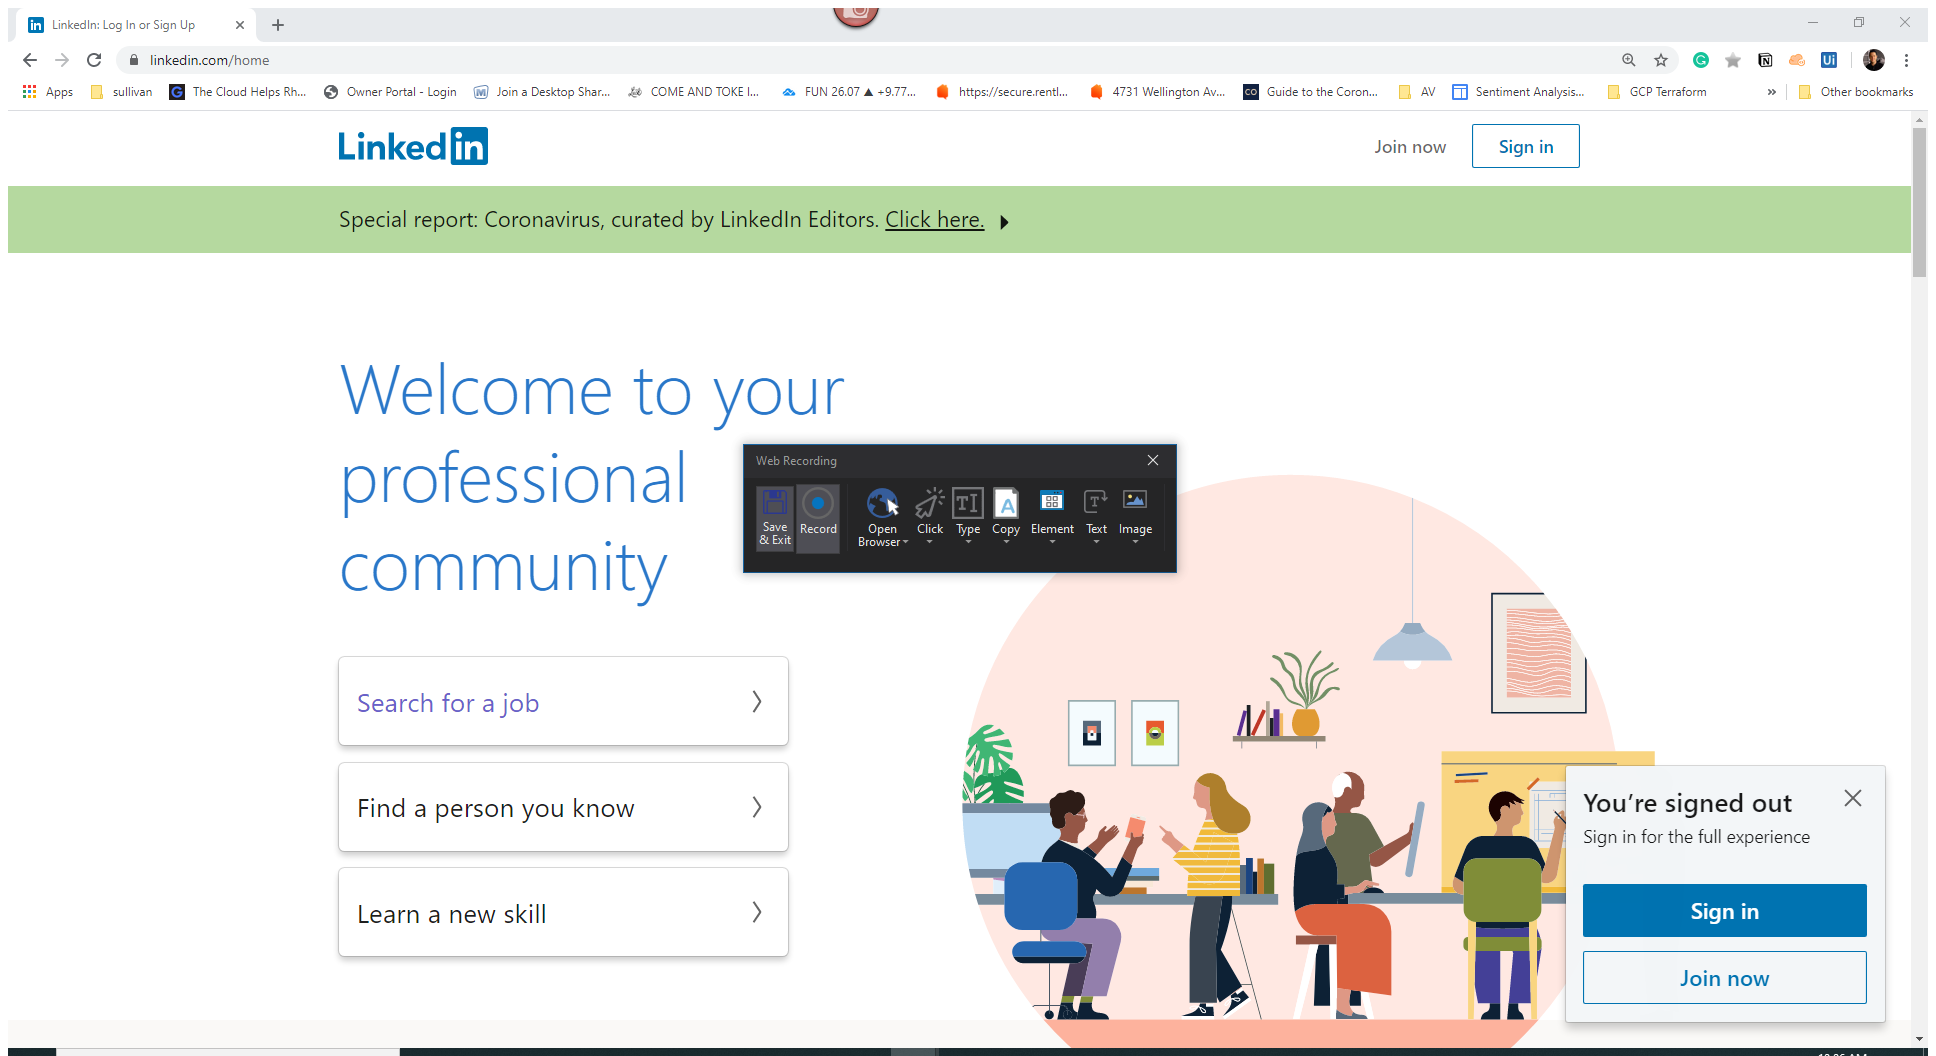 LinkedIn: Log In or Sign Up
linkedin.com/home
Apps
sullivan
The Cloud Helps Rh...
Owner Portal - Login
Join a Desktop Shar...
COME AND TOKE I...
FUN 26.07 ▲ +9.77...
https://secure.rentl...
4731 Wellington Av...
Guide to the Coron...
AV
Sentiment Analysis...
GCP Terraform
»
Other bookmarks
Linked in
Join now
Sign in
Special report: Coronavirus, curated by LinkedIn Editors. Click here.
Welcome to your
professional
community
Web Recording
Save
& Exit
Record
Open
Browser
Click
Type
Copy
Element
Text
Image
Search for a job
Find a person you know
Learn a new skill
You’re signed out
Sign in for the full experience
Sign in
Join now